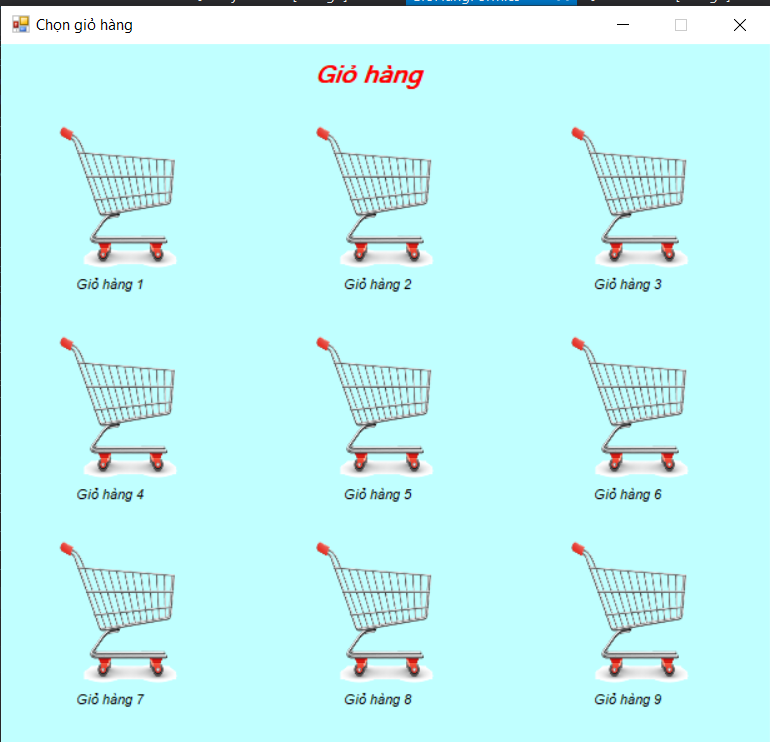 Chọn giỏ hàng
Giỏ hàng
Giỏ hàng 1
Giỏ hàng 2
Giỏ hàng 3
Giỏ hàng 4
Giỏ hàng 5
Giỏ hàng 6
Giỏ hàng 7
Giỏ hàng 8
Giỏ hàng 9